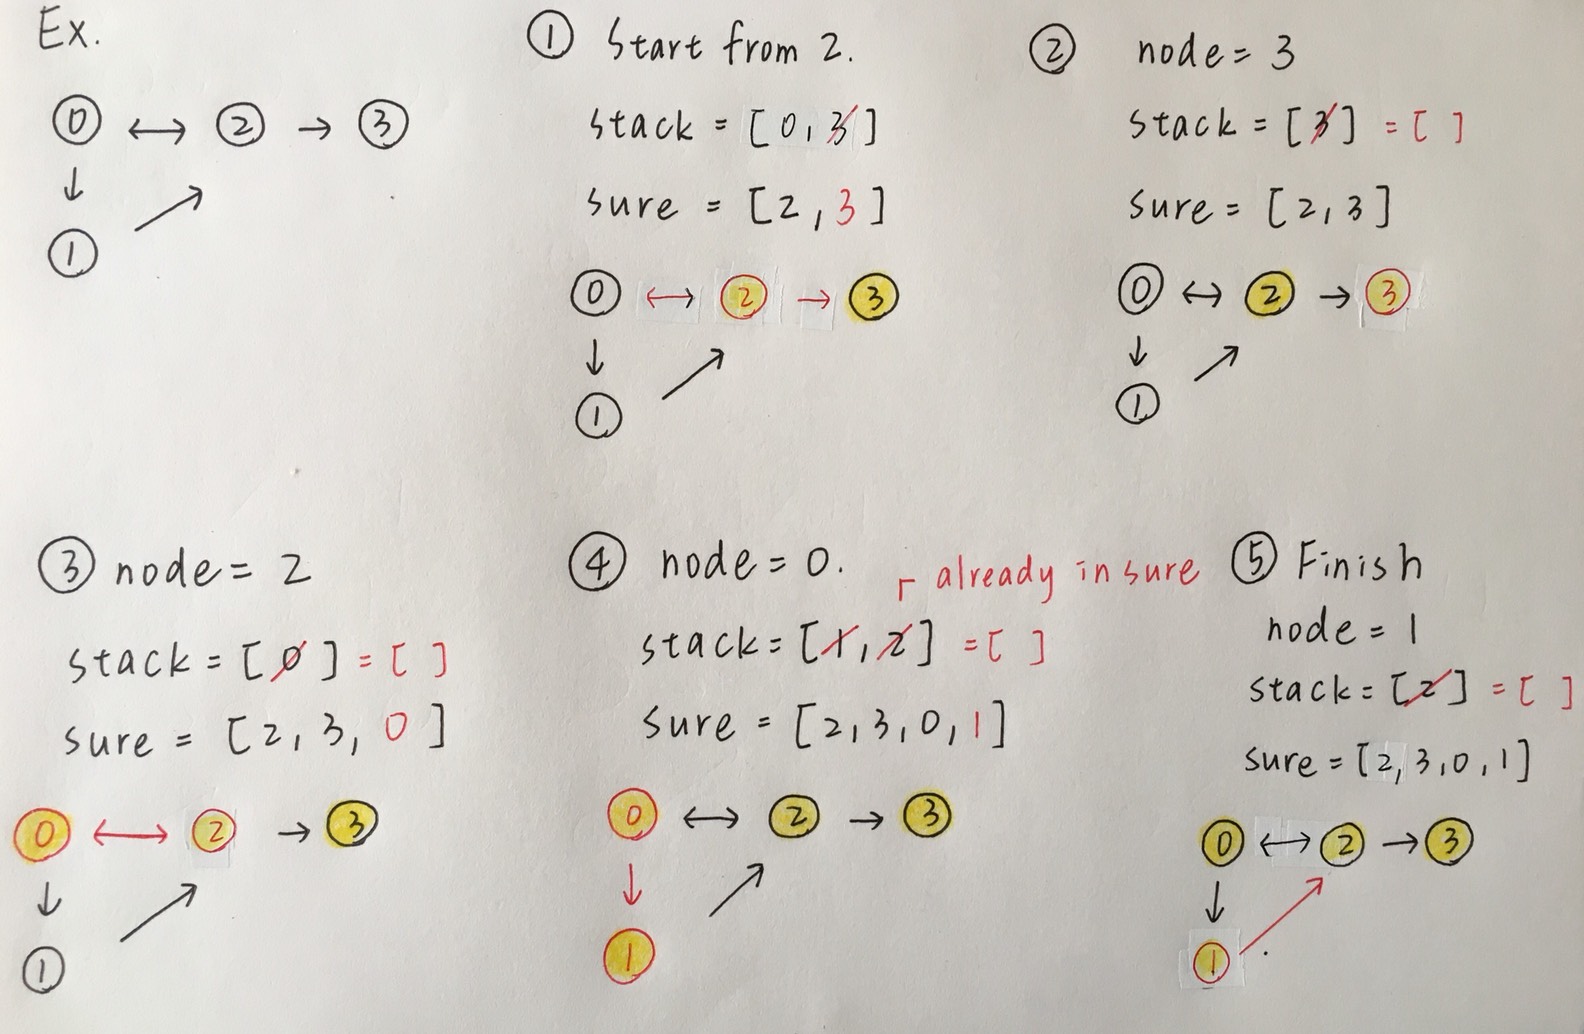 Ex.
0 ↔ 2 → 3
↓ ↗
1
① Start from 2.
stack = [0, 3]
sure = [2, 3]
0 ↔ 2 → 3
↓ ↗
1
② node = 3
stack = [3] = [ ]
sure = [2, 3]
0 ↔ 2 → 3
↓ ↗
1
③ node = 2
stack = [0] = [ ]
sure = [2, 3, 0]
0 ↔ 2 → 3
↓ ↗
1
④ node = 0.
already in sure
stack = [1, 2] = [ ]
sure = [2, 3, 0, 1]
0 ↔ 2 → 3
↓ ↗
1
⑤ Finish
node = 1
stack = [2] = [ ]
sure = [2, 3, 0, 1]
0 ↔ 2 → 3
↓ ↗
1